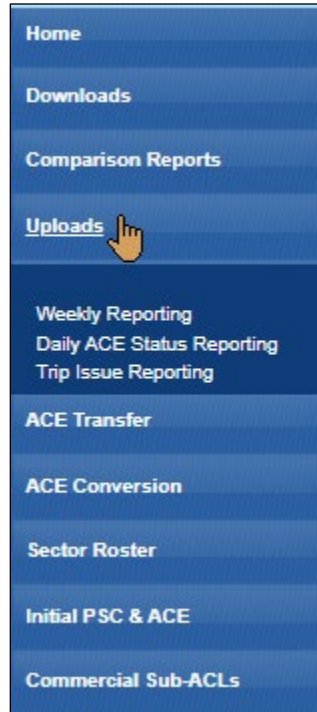 Home
Downloads
Comparison Reports
Uploads
Weekly Reporting
Daily ACE Status Reporting
Trip Issue Reporting
ACE Transfer
ACE Conversion
Sector Roster
Initial PSC & ACE
Commercial Sub-ACLs